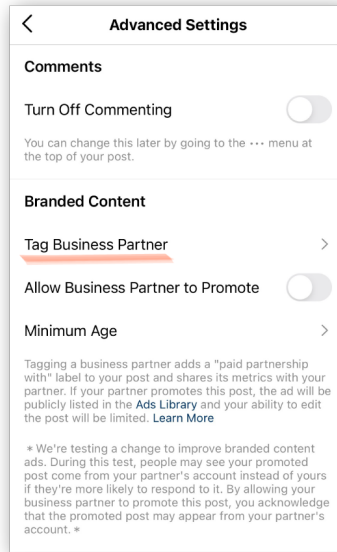 Advanced Settings
Comments
Turn Off Commenting
You can change this later by going to the ··· menu at
the top of your post.
Branded Content
Tag Business Partner
Allow Business Partner to Promote
Minimum Age
Tagging a business partner adds a "paid partnership
with" label to your post and shares its metrics with your
partner. If your partner promotes this post, the ad will be
publicly listed in the Ads Library and your ability to edit
the post will be limited. Learn More
* We're testing a change to improve branded content
ads. During this test, people may see your promoted
post come from your partner's account instead of yours
if they're more likely to respond to it. By allowing your
business partner to promote this post, you acknowledge
that the promoted post may appear from your partner's
account. *